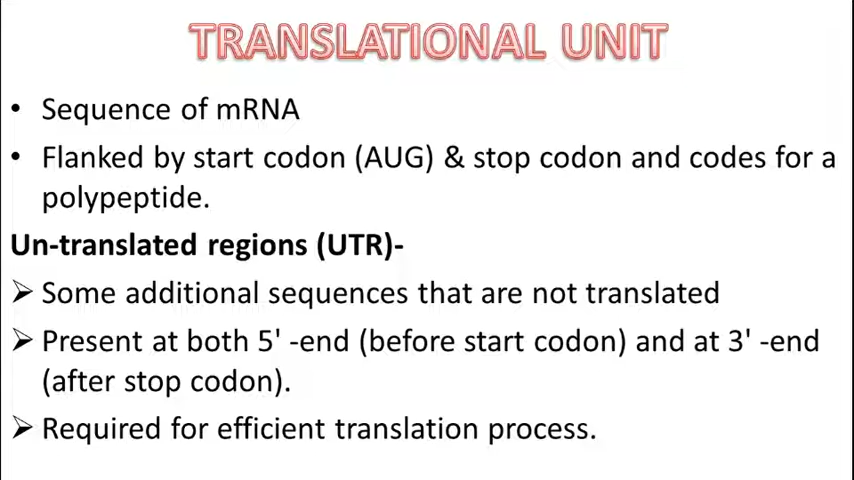 TRANSLATIONAL UNIT
• Sequence of mRNA
• Flanked by start codon (AUG) & stop codon and codes for a
polypeptide.
Un-translated regions (UTR)-
➢ Some additional sequences that are not translated
➢ Present at both 5' -end (before start codon) and at 3' -end
(after stop codon).
➢ Required for efficient translation process.